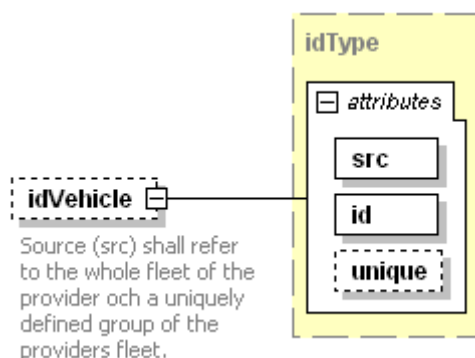 idType
attributes
src
id
unique
idVehicle
Source (src) shall refer
to the whole fleet of the
provider och a uniquely
defined group of the
providers fleet.